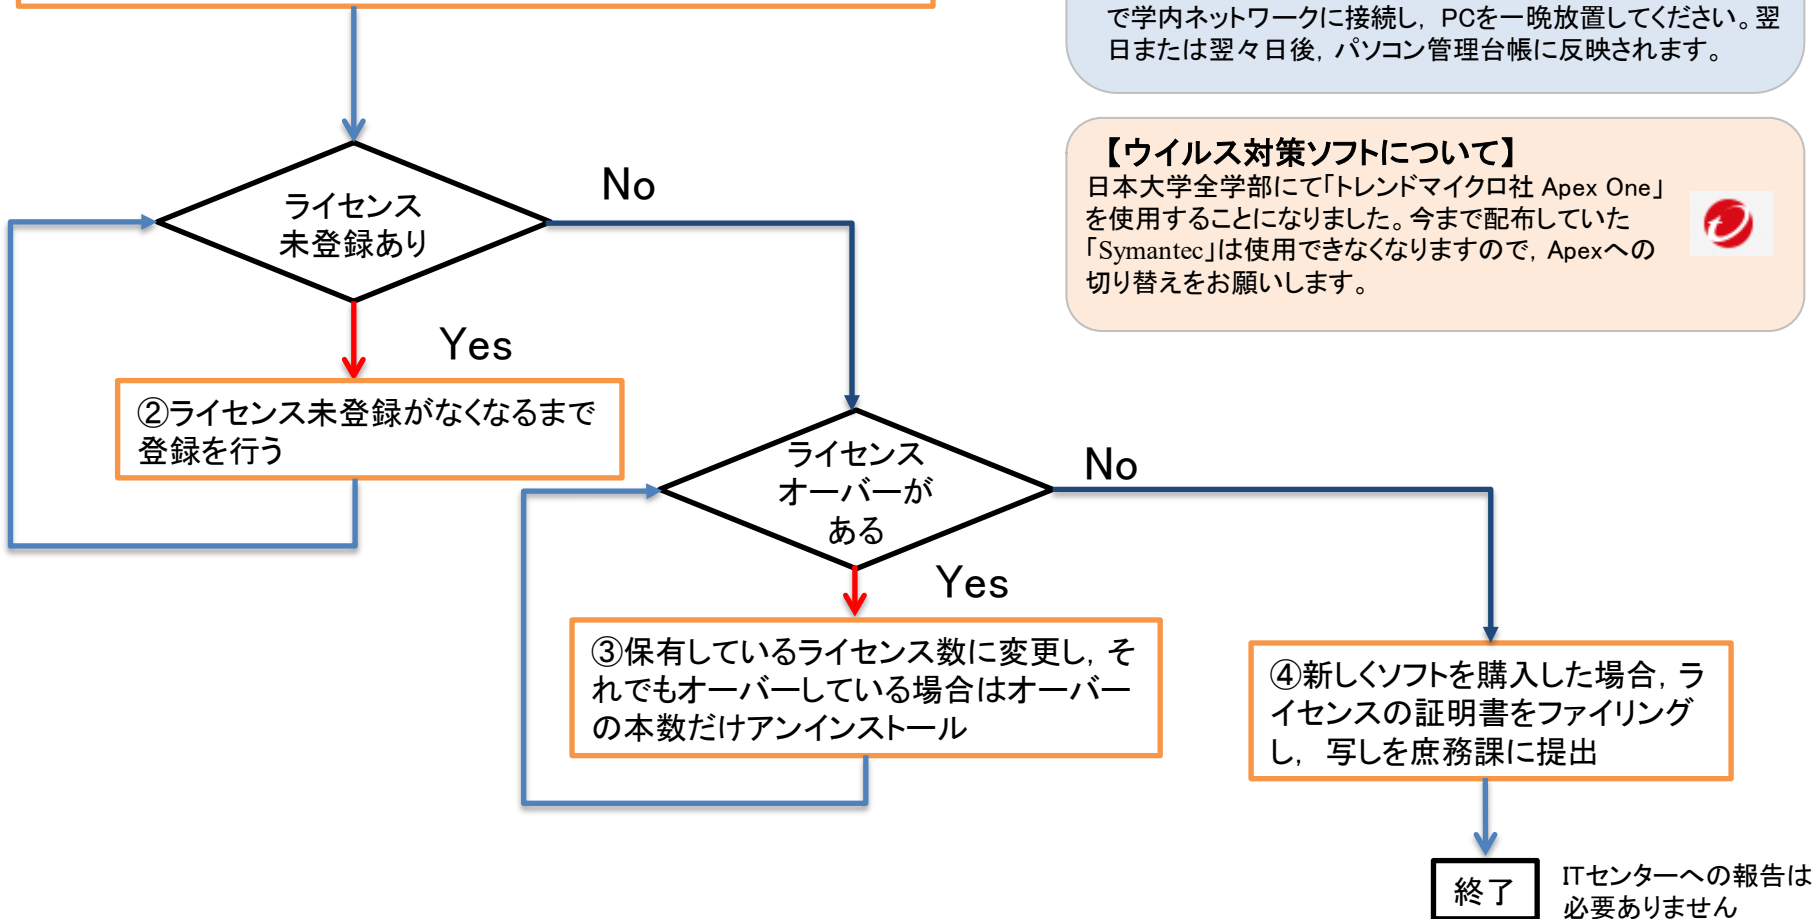 で学内ネットワークに接続し, PCを一晩放置してください。翌
日または翌々日後, パソコン管理台帳に反映されます。
【ウイルス対策ソフトについて】
日本大学全学部にて「トレンドマイクロ社 Apex One」
を使用することになりました。今まで配布していた
「Symantec」は使用できなくなりますので, Apexへの
切り替えをお願いします。
ライセンス
未登録あり
No
Yes
②ライセンス未登録がなくなるまで
登録を行う
ライセンス
オーバーが
ある
No
Yes
③保有しているライセンス数に変更し, そ
れでもオーバーしている場合はオーバー
の本数だけアンインストール
④新しくソフトを購入した場合, ラ
イセンスの証明書をファイリング
し, 写しを庶務課に提出
終了
ITセンターへの報告は
必要ありません